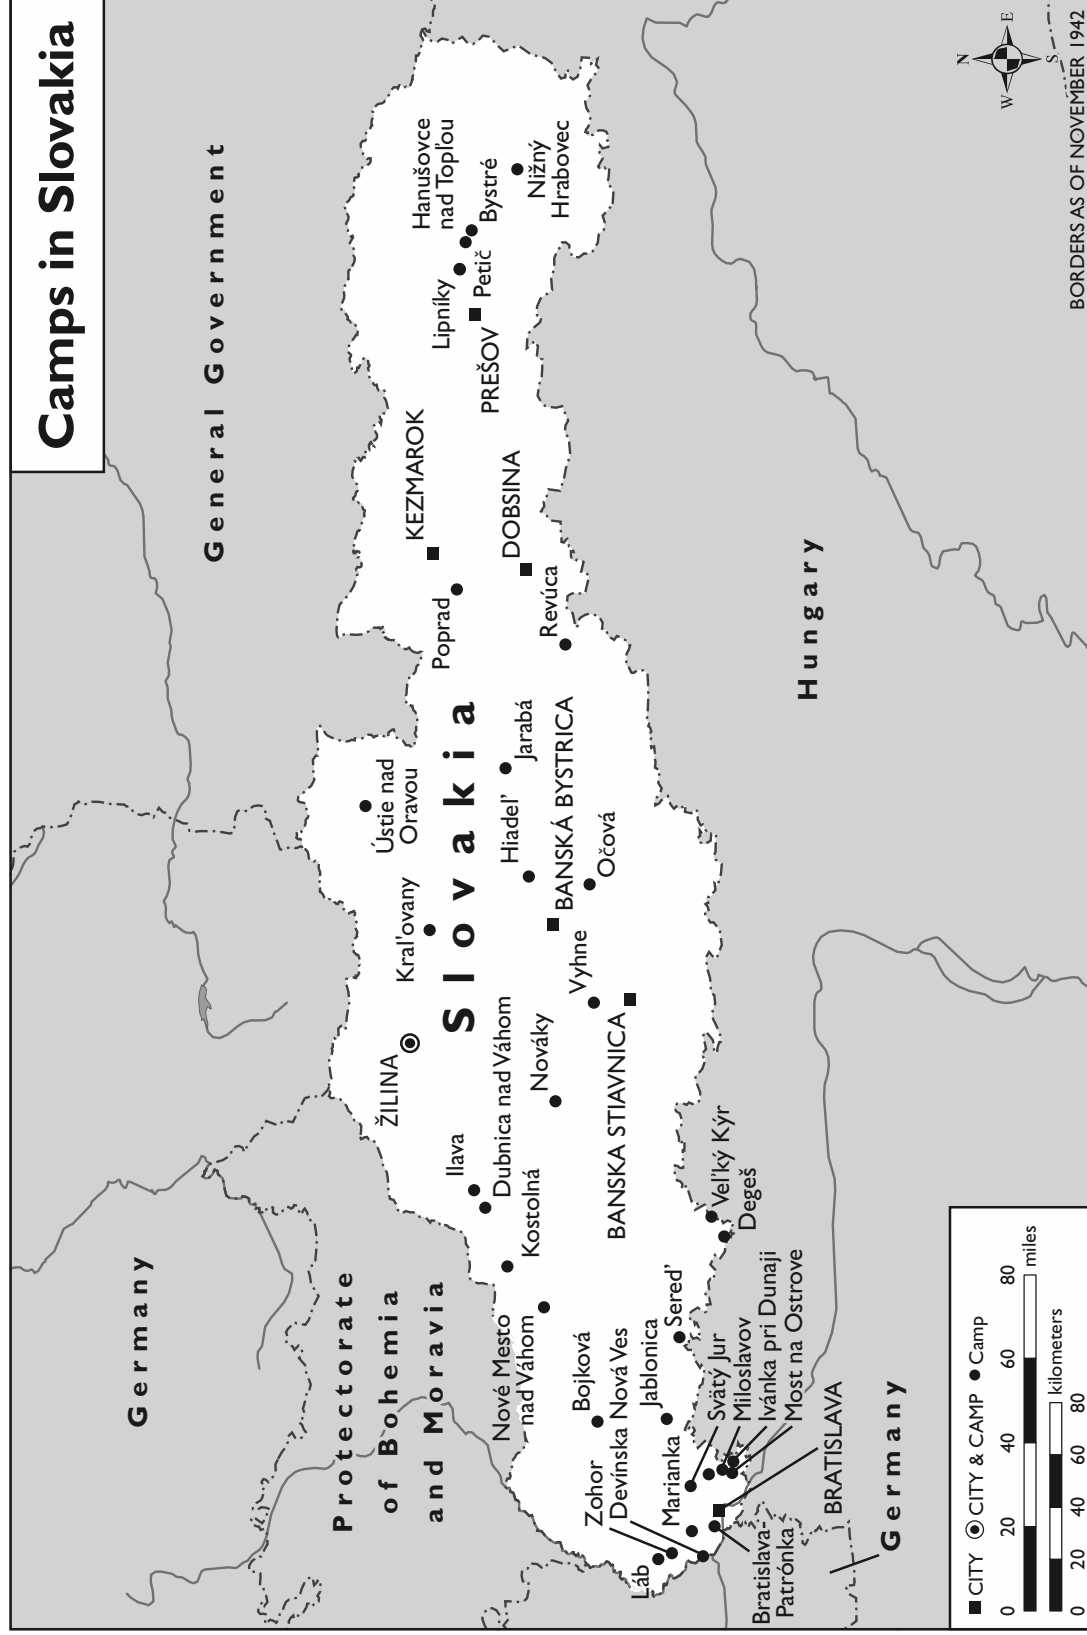 Camps in Slovakia
General Government
Germany
Protectorate
of Bohemia
and Moravia
Slovakia
Hungary
Germany
Hanušovce
nad Topľou
Bystré
Nižný
Hrabovec
Lipníky
Petič
PREŠOV
KEZMAROK
DOBSINA
Poprad
Revúca
Ústie nad
Oravou
Jarabá
Hiadeľ
BANSKÁ BYSTRICA
Očová
Kraľovany
Vyhne
ŽILINA
Nováky
BANSKA STIAVNICA
Ilava
Dubnica nad Váhom
Kostolná
Veľký Kýr
Degeš
Nové Mesto
nad Váhom
Bojková
Jablonica
Sereď
Zohor
Devínska Nová Ves
Marianka
Svätý Jur
Miloslavov
Ivánka pri Dunaji
Most na Ostrove
Láb
Bratislava-
Patrónka
BRATISLAVA
N
W
E
S
BORDERS AS OF NOVEMBER 1942
CITY CITY & CAMP Camp
0 20 40 60 80 miles
0 20 40 60 80 kilometers